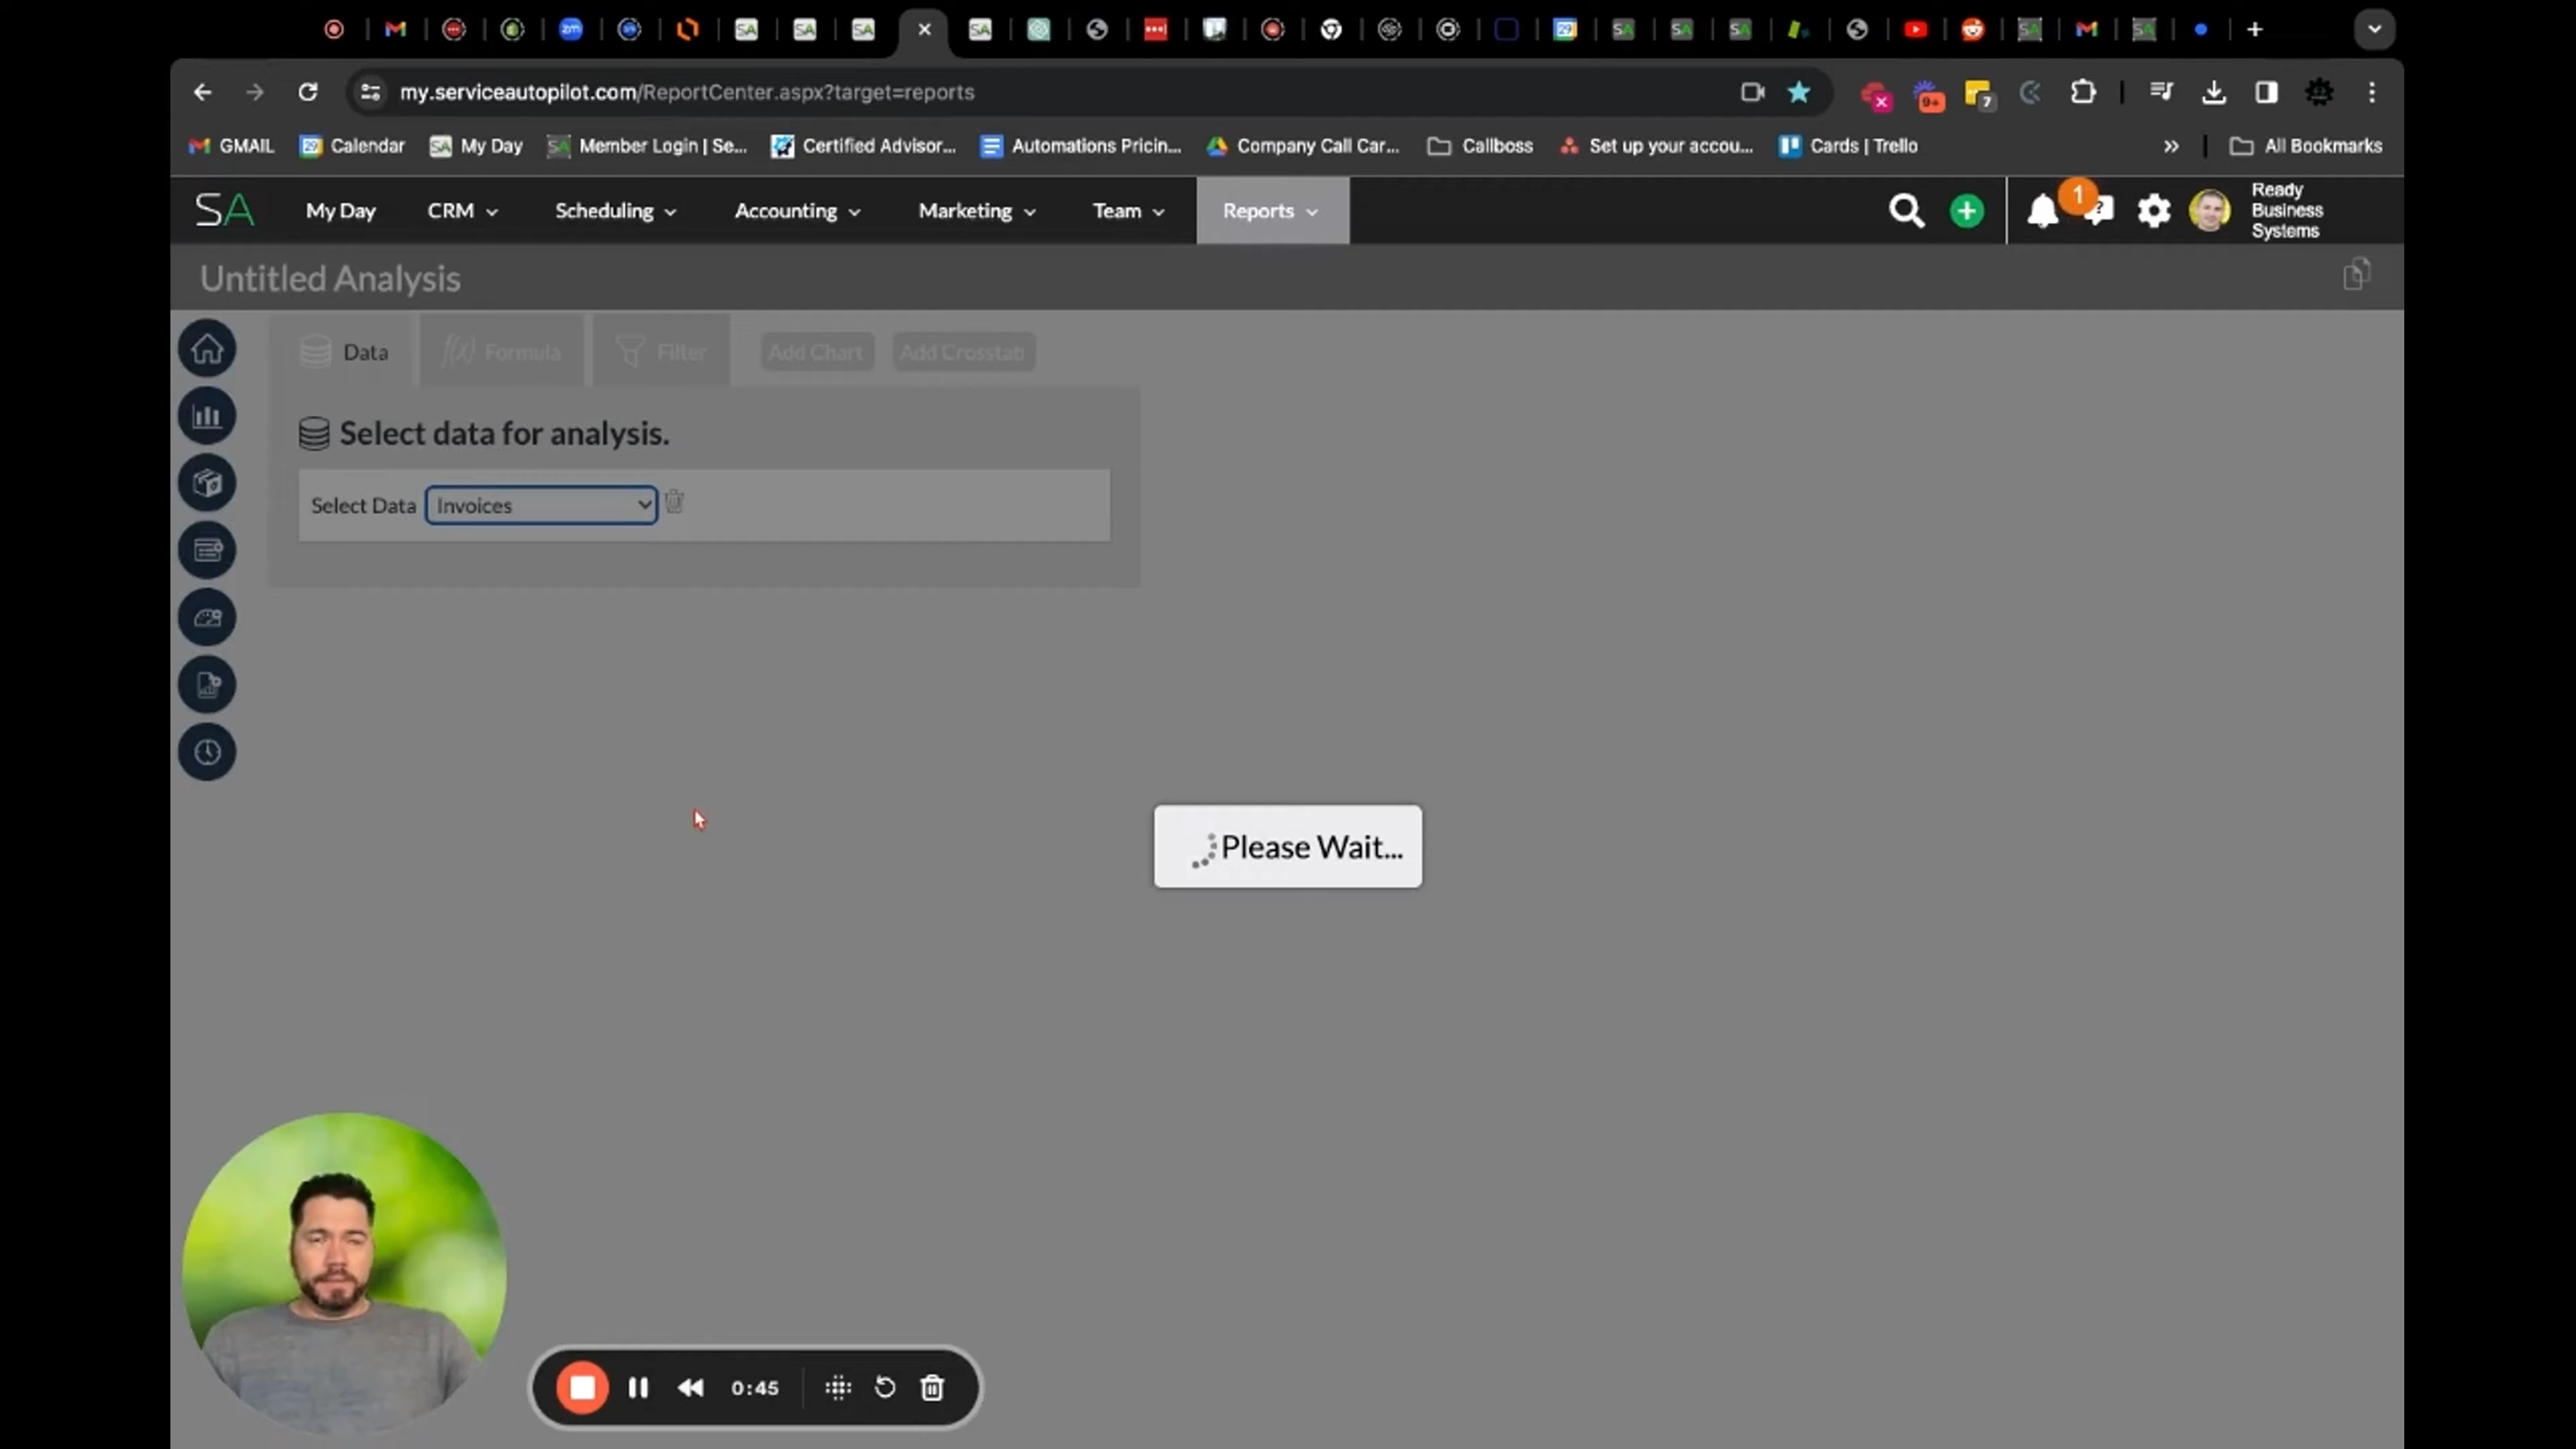 my.serviceautopilot.com/ReportCenter.aspx?target=reports
9+
7
GMAIL
Calendar
My Day
Member Login | Se...
Certified Advisor...
Automations Pricin...
Company Call Car...
Callboss
Set up your accou...
Cards | Trello
»
All Bookmarks
SA
My Day
CRM
Scheduling
Accounting
Marketing
Team
Reports
1
Ready
Business
Systems
Untitled Analysis
Data
f(x) Formula
Filter
Add Chart
Add Crosstab
Select data for analysis.
Select Data
Invoices
Please Wait...
0:45